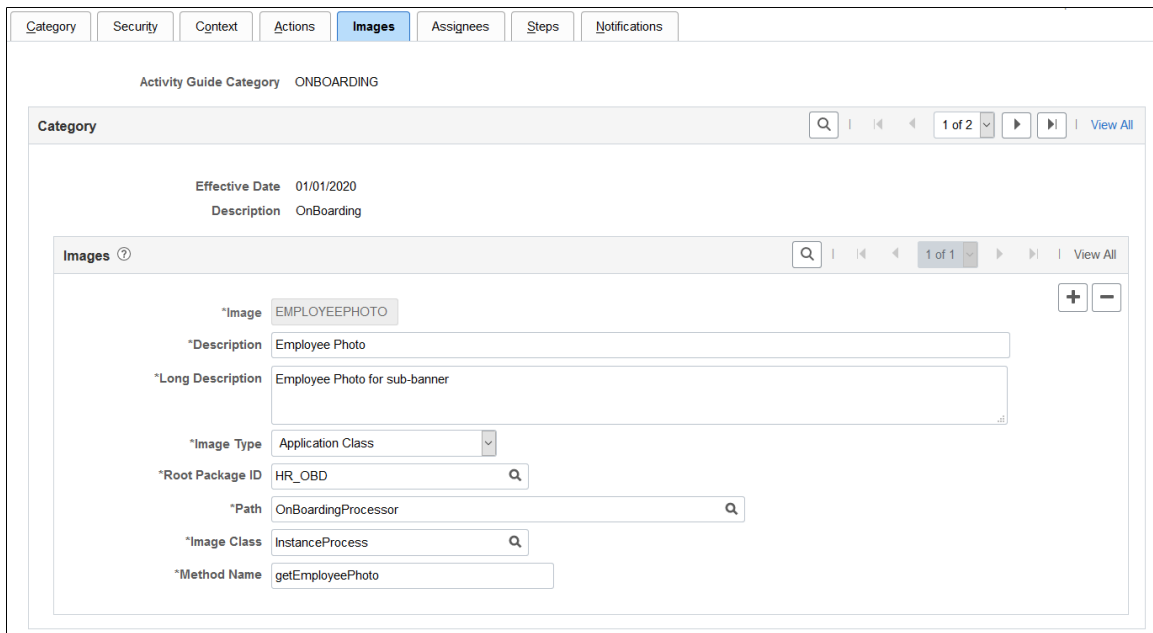 Category Security Context Actions Images Assignees Steps Notifications
Activity Guide Category ONBOARDING
Category 1 of 2 View All
Effective Date 01/01/2020
Description OnBoarding
Images ? 1 of 1 View All
*Image EMPLOYEEPHOTO
*Description Employee Photo
*Long Description Employee Photo for sub-banner
*Image Type Application Class
*Root Package ID HR_OBD
*Path OnBoardingProcessor
*Image Class InstanceProcess
*Method Name getEmployeePhoto